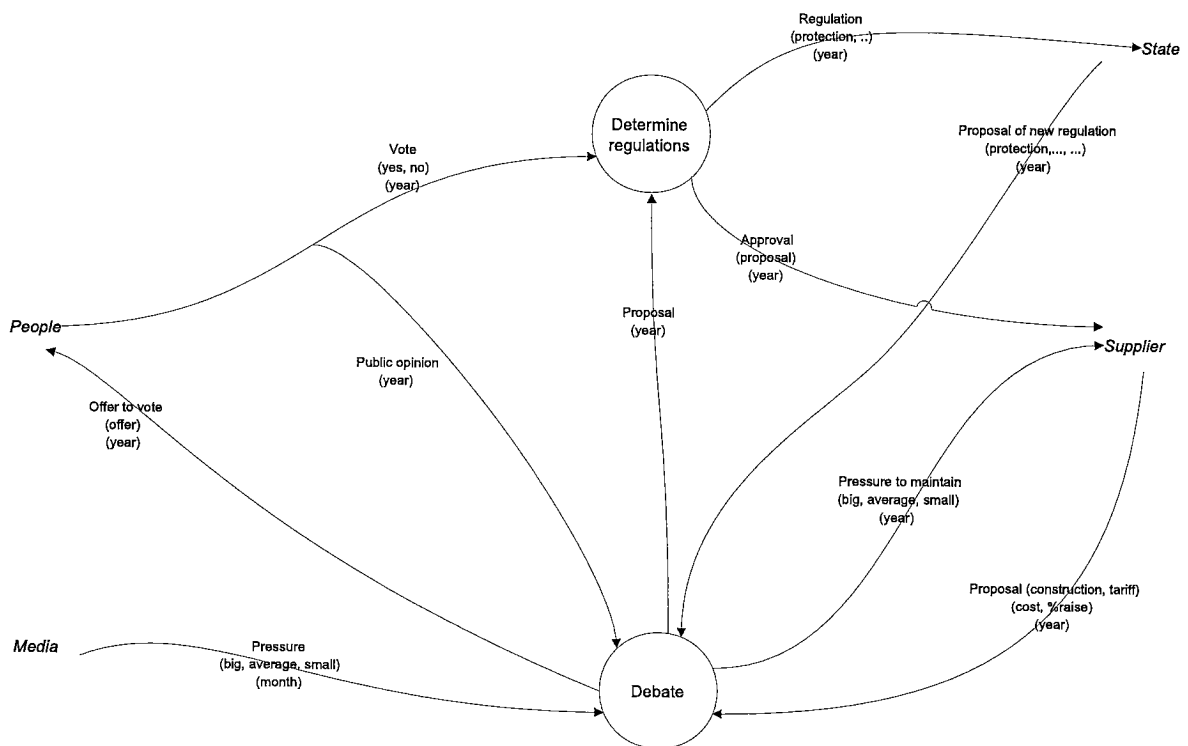 Regulation
(protection, ..)
(year)
State
Determine
regulations
Proposal of new regulation
(protection,..., ...)
(year)
Vote
(yes, no)
(year)
Approval
(proposal)
(year)
People
Proposal
(year)
Supplier
Public opinion
(year)
Offer to vote
(offer)
(year)
Pressure to maintain
(big, average, small)
(year)
Proposal (construction, tariff)
(cost, %raise)
(year)
Media
Pressure
(big, average, small)
(month)
Debate